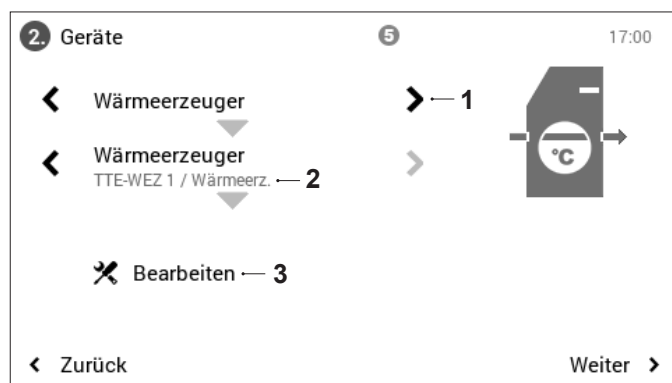 2. Geräte 5 17:00
Wärmeerzeuger 1
Wärmeerzeuger
TTE-WEZ 1 / Wärmeerz. 2
°C
Bearbeiten 3
Zurück Weiter